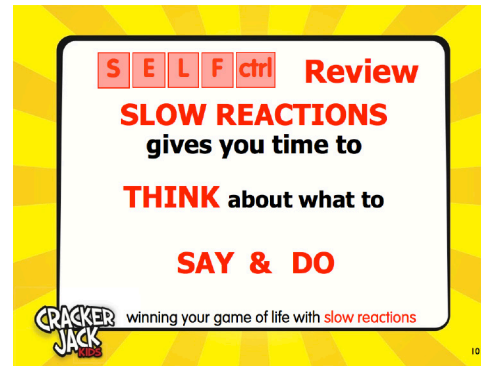 S E L F ctrl Review
SLOW REACTIONS
gives you time to
THINK about what to
SAY & DO
CRACKER
JACK
KIDS
winning your game of life with slow reactions
10